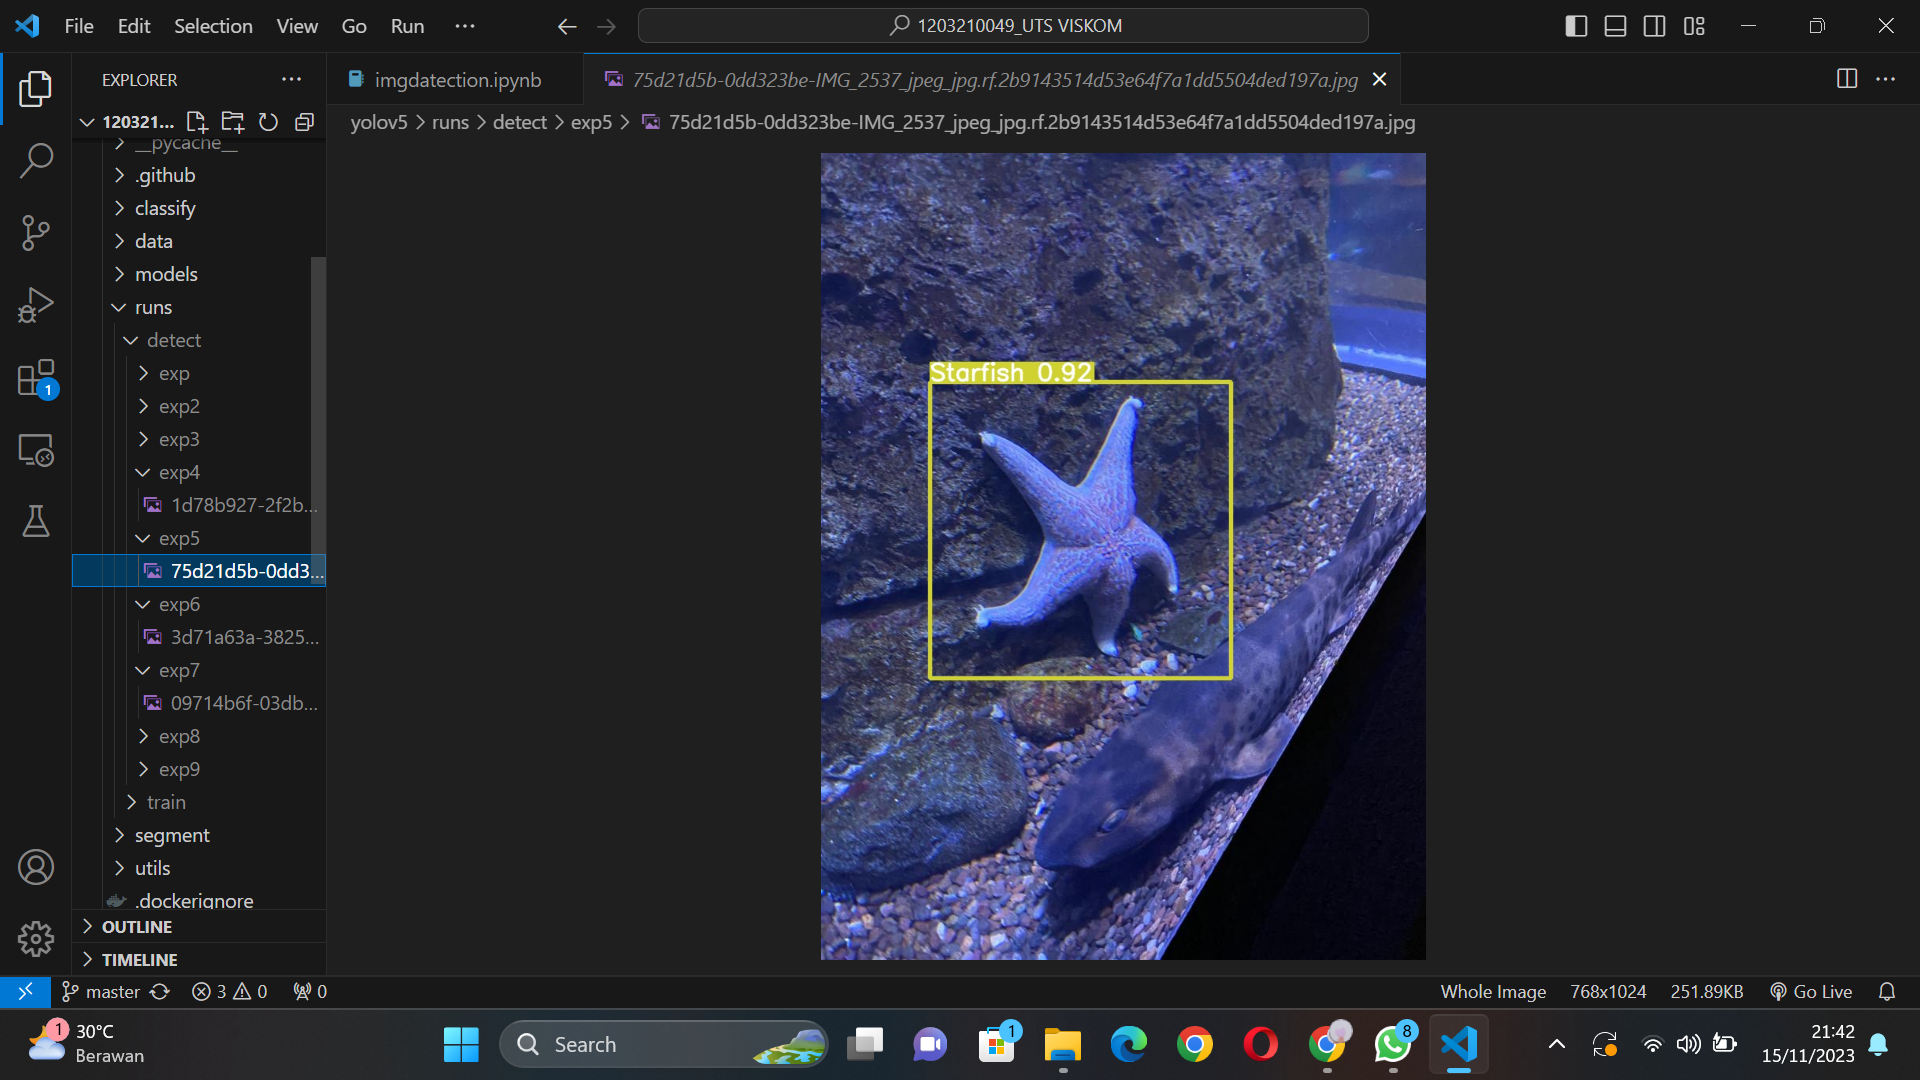 File Edit Selection View Go Run ...
1203210049_UTS VISKOM
EXPLORER ...
imgdatection.ipynb
75d21d5b-0dd323be-IMG_2537_jpeg_jpg.rf.2b9143514d53e64f7a1dd5504ded197a.jpg
120321...
yolov5 > runs > detect > exp5 > 75d21d5b-0dd323be-IMG_2537_jpeg_jpg.rf.2b9143514d53e64f7a1dd5504ded197a.jpg
__pycache__
.github
classify
data
models
runs
detect
exp
exp2
exp3
exp4
1d78b927-2f2b...
exp5
75d21d5b-0dd3...
exp6
3d71a63a-3825...
exp7
09714b6f-03db...
exp8
exp9
train
segment
utils
.dockerignore
OUTLINE
TIMELINE
1
Starfish 0.92
master 3 0 0
Whole Image 768x1024 251.89KB Go Live
1 30°C
Berawan
Search
1
8
21:42
15/11/2023